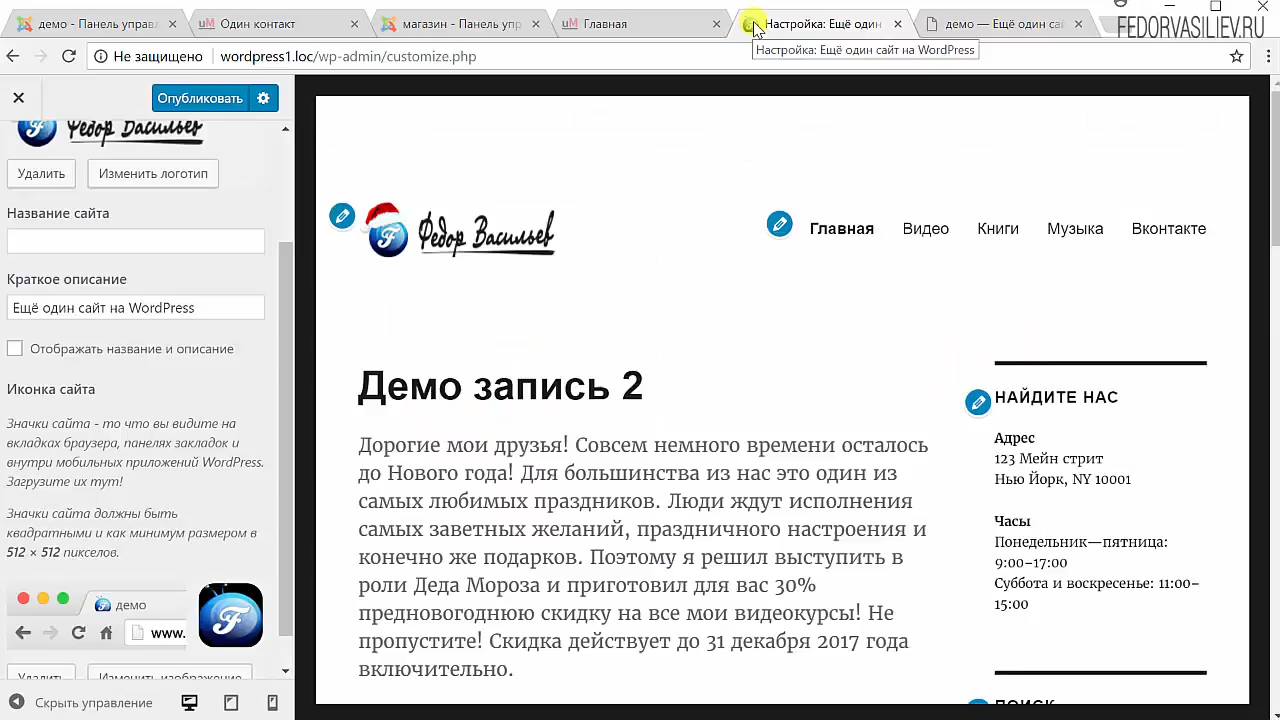 демо - Панель управл
Один контакт
магазин - Панель упр
Главная
Настройка: Ещё один
демо — Ещё один са
FEDORVASILIEV.RU
Настройка: Ещё один сайт на WordPress
Не защищено
wordpress1.loc/wp-admin/customize.php
Опубликовать
Федор Васильев
Удалить
Изменить логотип
Название сайта
Краткое описание
Ещё один сайт на WordPress
Отображать название и описание
Иконка сайта
Значки сайта - то что вы видите на
вкладках браузера, панелях закладок и
внутри мобильных приложений WordPress.
Загрузите их тут!
Значки сайта должны быть
квадратными и как минимум размером в
512 × 512 пикселов.
демо
www.
Удалить
Изменить изображение
Скрыть управление
Федор Васильев
Главная
Видео
Книги
Музыка
Вконтакте
Демо запись 2
Дорогие мои друзья! Совсем немного времени осталось
до Нового года! Для большинства из нас это один из
самых любимых праздников. Люди ждут исполнения
самых заветных желаний, праздничного настроения и
конечно же подарков. Поэтому я решил выступить в
роли Деда Мороза и приготовил для вас 30%
предновогоднюю скидку на все мои видеокурсы! Не
пропустите! Скидка действует до 31 декабря 2017 года
включительно.
НАЙДИТЕ НАС
Адрес
123 Мейн стрит
Нью Йорк, NY 10001
Часы
Понедельник—пятница:
9:00–17:00
Суббота и воскресенье: 11:00–
15:00
ПОИСК